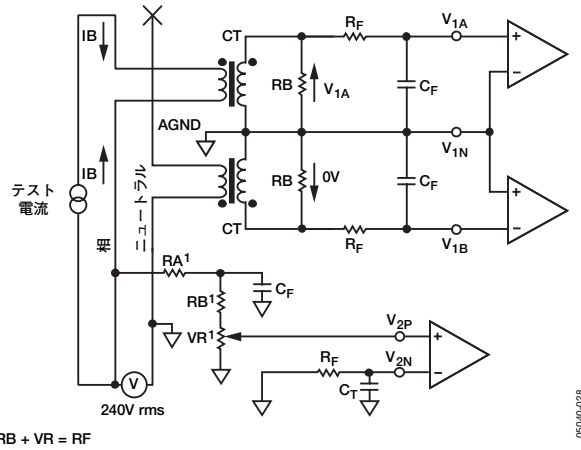 IB
CT
RB
V1A
RF
CF
V1A
+
−
AGND
V1N
IB
テスト
電流
相
ニュートラル
RB
0V
CF
−
+
CT
RF
V1B
RA¹
RB¹
CF
VR¹
V2P
+
RF
V2N
−
CT
V
240V rms
RB + VR = RF
05040-028